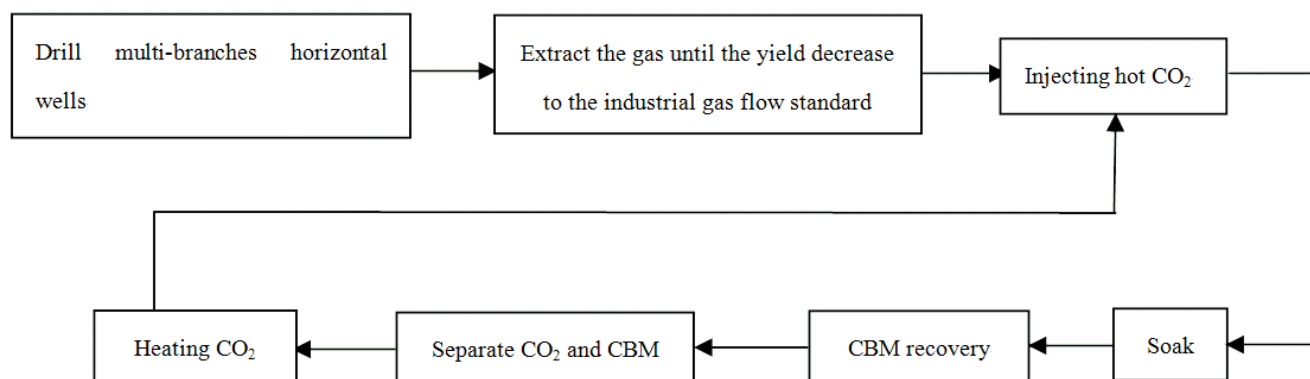 Drill multi-branches horizontal
wells
Extract the gas until the yield decrease
to the industrial gas flow standard
Injecting hot CO₂
Heating CO₂
Separate CO₂ and CBM
CBM recovery
Soak